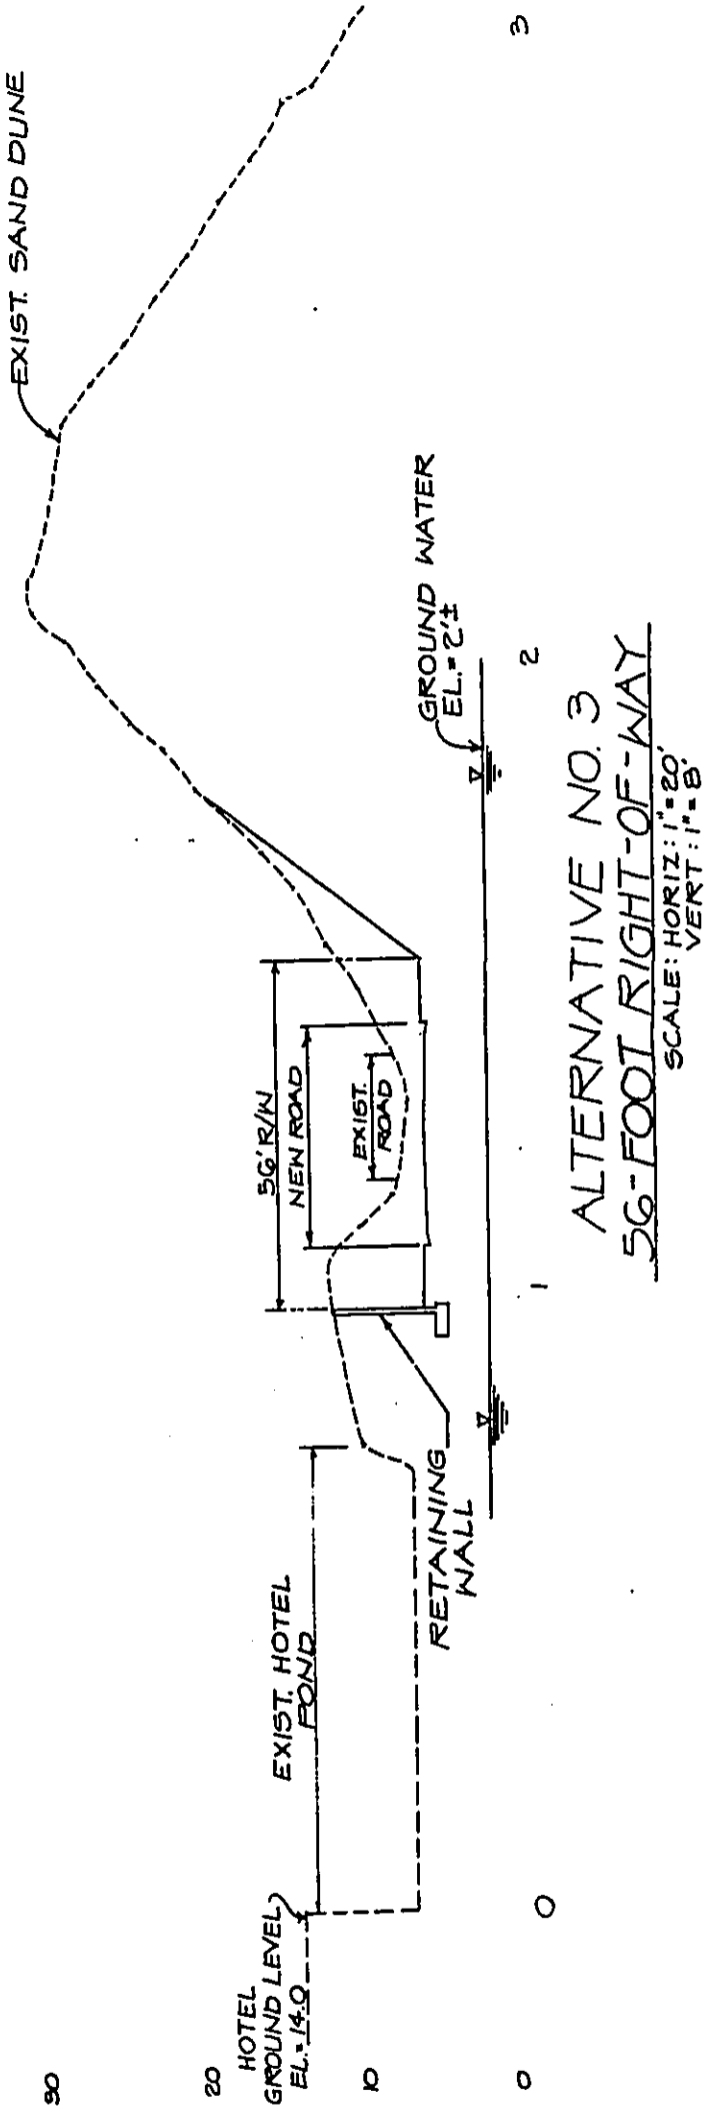 EXIST. SAND DUNE
30
20
10
0
HOTEL
GROUND LEVEL
EL.= 14.0
EXIST. HOTEL
POND
56' R/W
NEW ROAD
EXIST.
ROAD
RETAINING
WALL
GROUND WATER
EL.= 2'±
0
1
2
3
ALTERNATIVE NO. 3
56-FOOT RIGHT-OF-WAY
SCALE: HORIZ: 1"=20'
VERT: 1"=8'